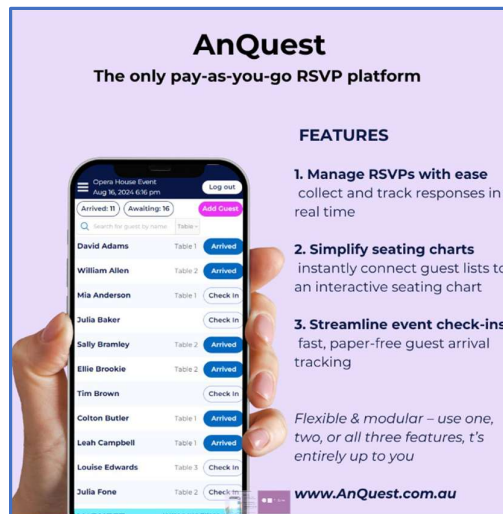 AnQuest
The only pay-as-you-go RSVP platform
FEATURES
1. Manage RSVPs with ease
collect and track responses in
real time
2. Simplify seating charts
instantly connect guest lists to
an interactive seating chart
3. Streamline event check-ins
fast, paper-free guest arrival
tracking
Flexible & modular – use one,
two, or all three features, t's
entirely up to you
www.AnQuest.com.au
Opera House Event
Aug 16, 2024 6:16 pm
Log out
Arrived: 11 Awaiting: 16 Add Guest
Search for guest by name Table
David Adams Table 1 Arrived
William Allen Table 2 Arrived
Mia Anderson Table 1 Check In
Julia Baker Check In
Sally Bramley Table 2 Arrived
Ellie Brookie Table 2 Arrived
Tim Brown Check In
Colton Butler Table 1 Arrived
Leah Campbell Table 1 Arrived
Louise Edwards Table 3 Check In
Julia Fone Table 2 Check In